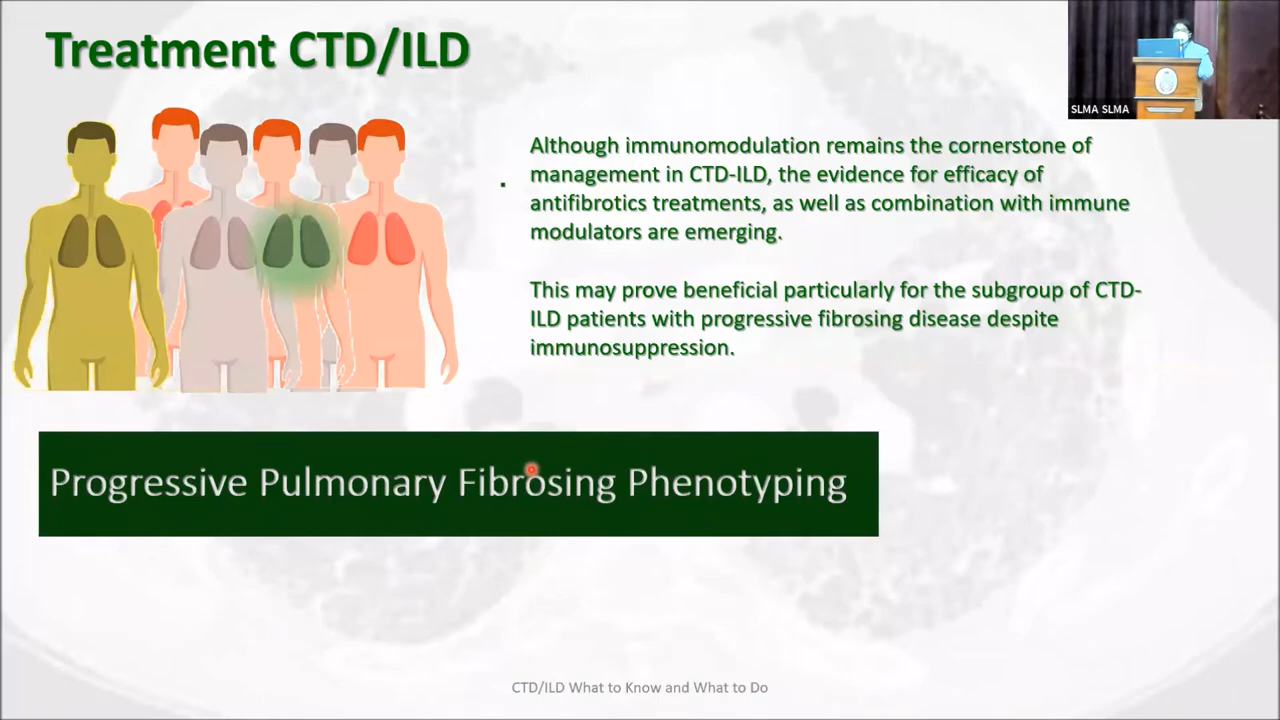 Treatment CTD/ILD
SLMA SLMA
Although immunomodulation remains the cornerstone of
management in CTD-ILD, the evidence for efficacy of
antifibrotics treatments, as well as combination with immune
modulators are emerging.
This may prove beneficial particularly for the subgroup of CTD-
ILD patients with progressive fibrosing disease despite
immunosuppression.
Progressive Pulmonary Fibrosing Phenotyping
CTD/ILD What to Know and What to Do